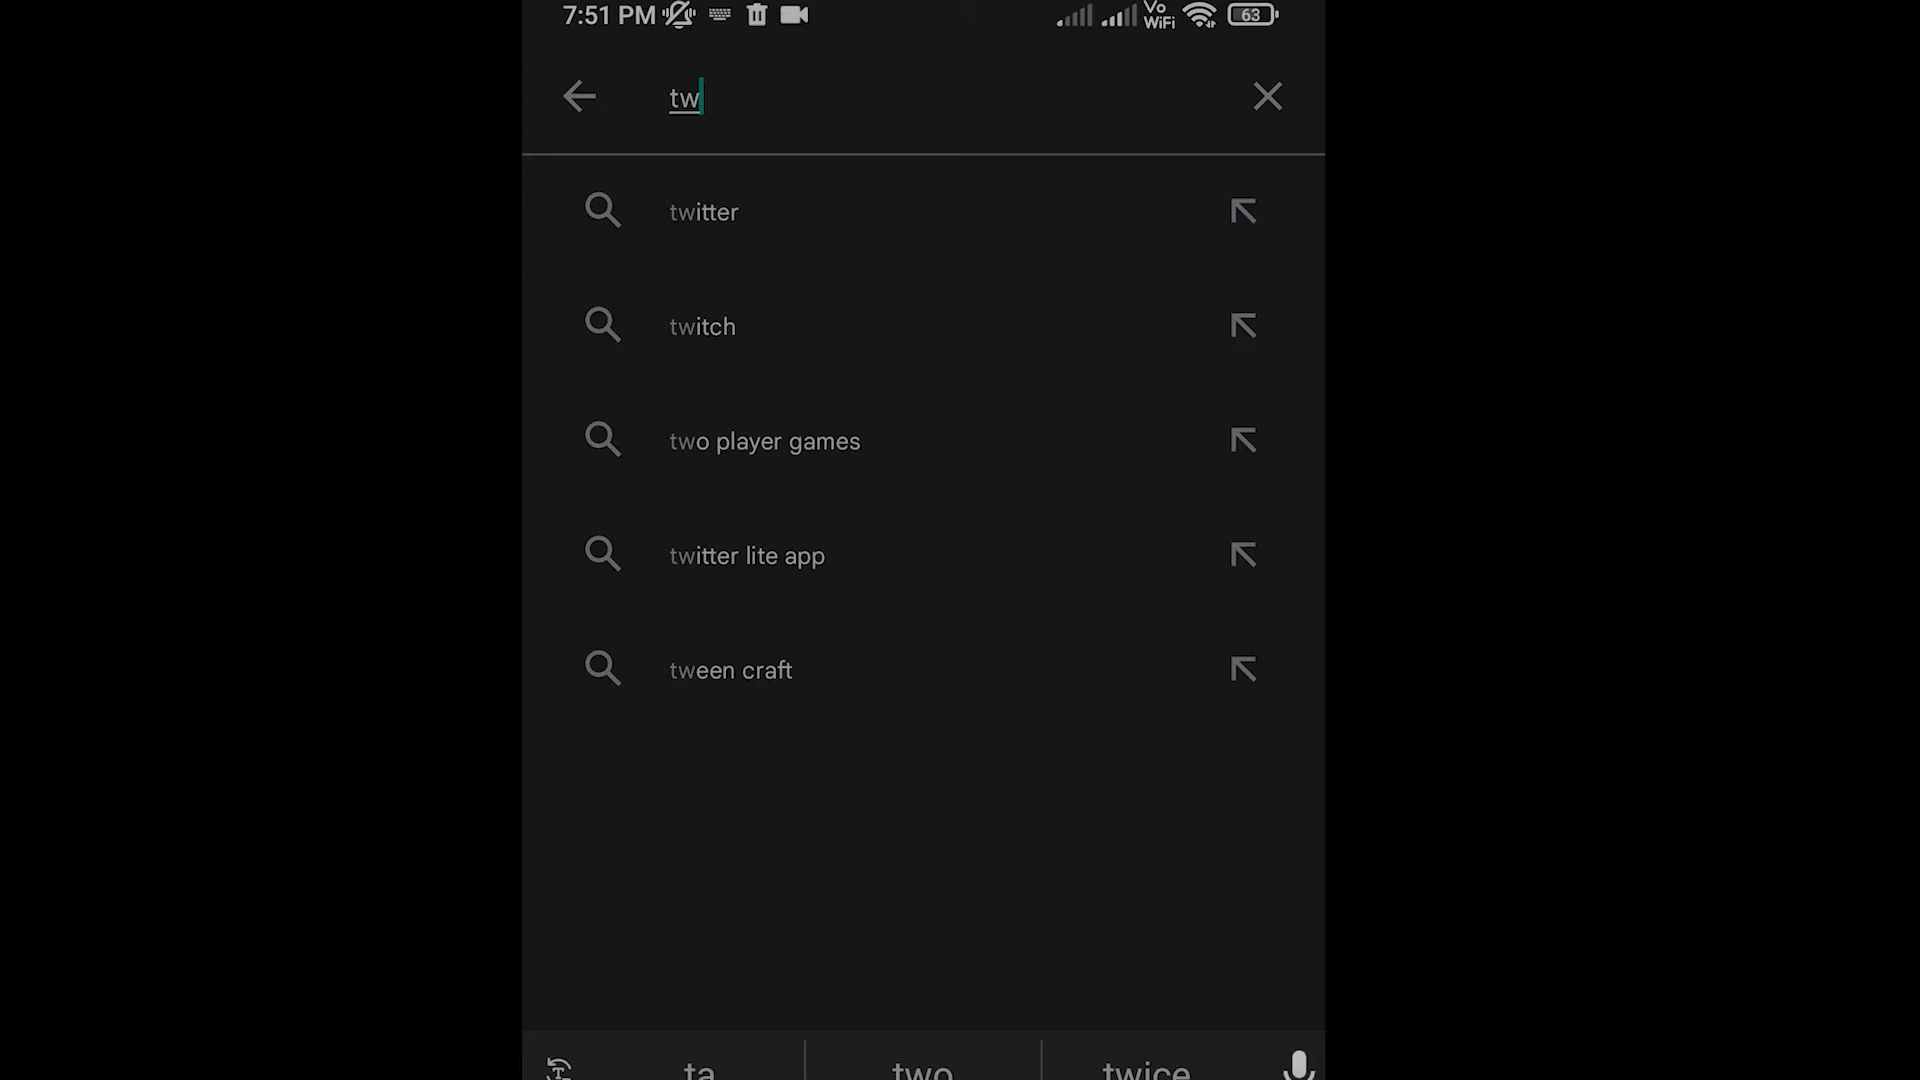 7:51 PM Vo WiFi 63
tw
twitter
twitch
two player games
twitter lite app
tween craft
ta two twice